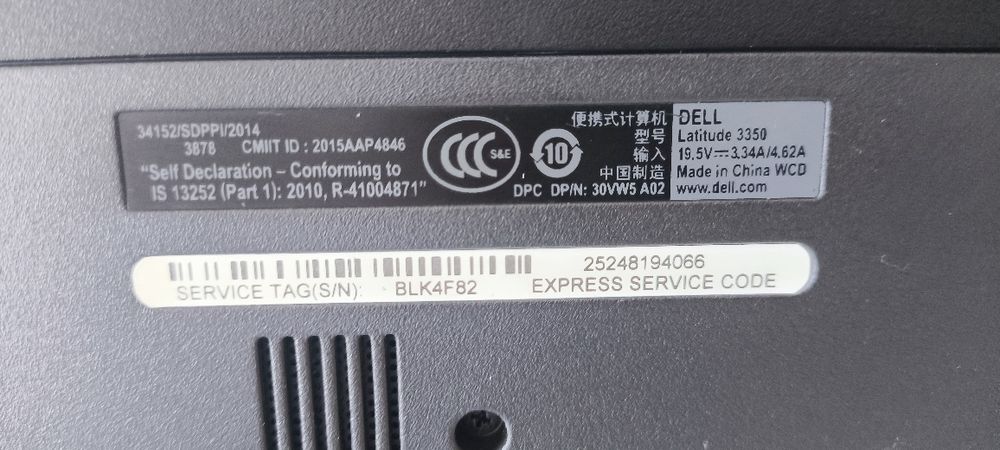 34152/SDPPI/2014
3878 CMIIT ID : 2015AAP4846
"Self Declaration – Conforming to
IS 13252 (Part 1): 2010, R-41004871"
CCC S&E
10
便携式计算机
型号
输入
中国制造
DPC DP/N: 30VW5 A02
DELL
Latitude 3350
19.5V⎓3.34A/4.62A
Made in China WCD
www.dell.com
25248194066
SERVICE TAG(S/N): BLK4F82 EXPRESS SERVICE CODE